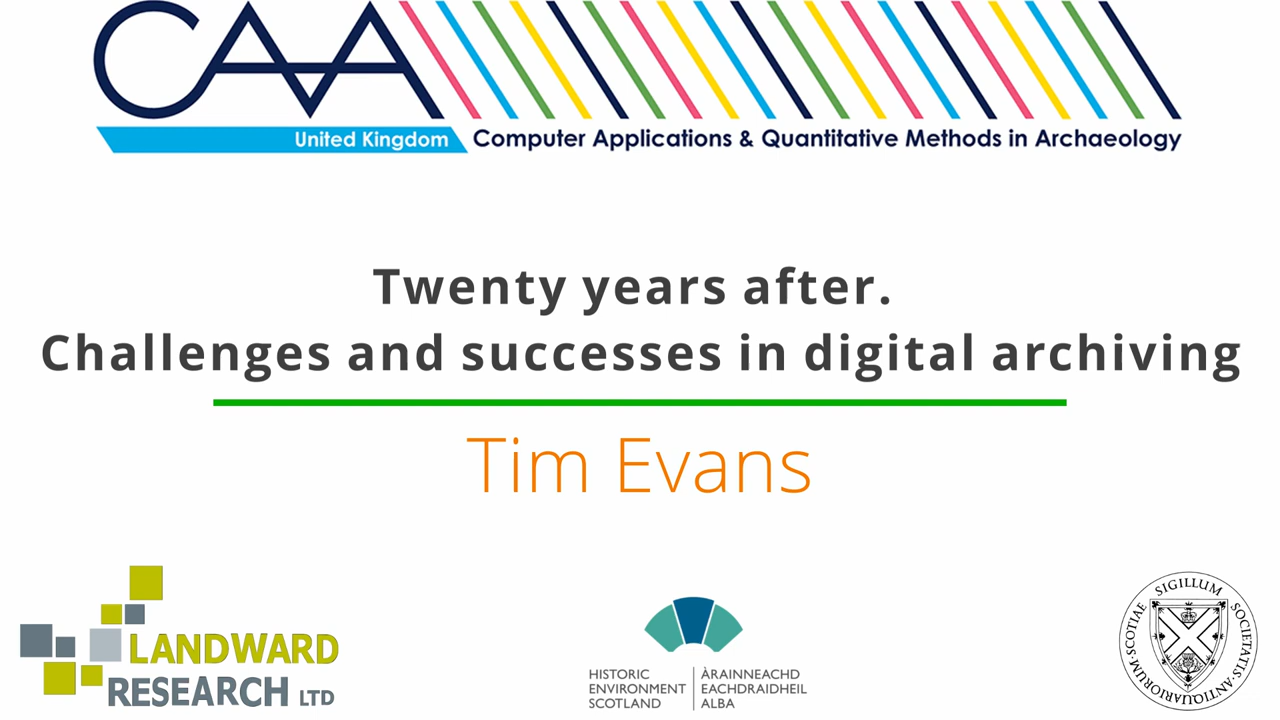 CAA
United Kingdom Computer Applications & Quantitative Methods in Archaeology
Twenty years after.
Challenges and successes in digital archiving
Tim Evans
LANDWARD
RESEARCH LTD
HISTORIC
ENVIRONMENT
SCOTLAND
ÀRAINNEACHD
EACHDRAIDHEIL
ALBA
SIGILLUM SOCIETATIS·ANTIQUARIORUM·SCOTIAE